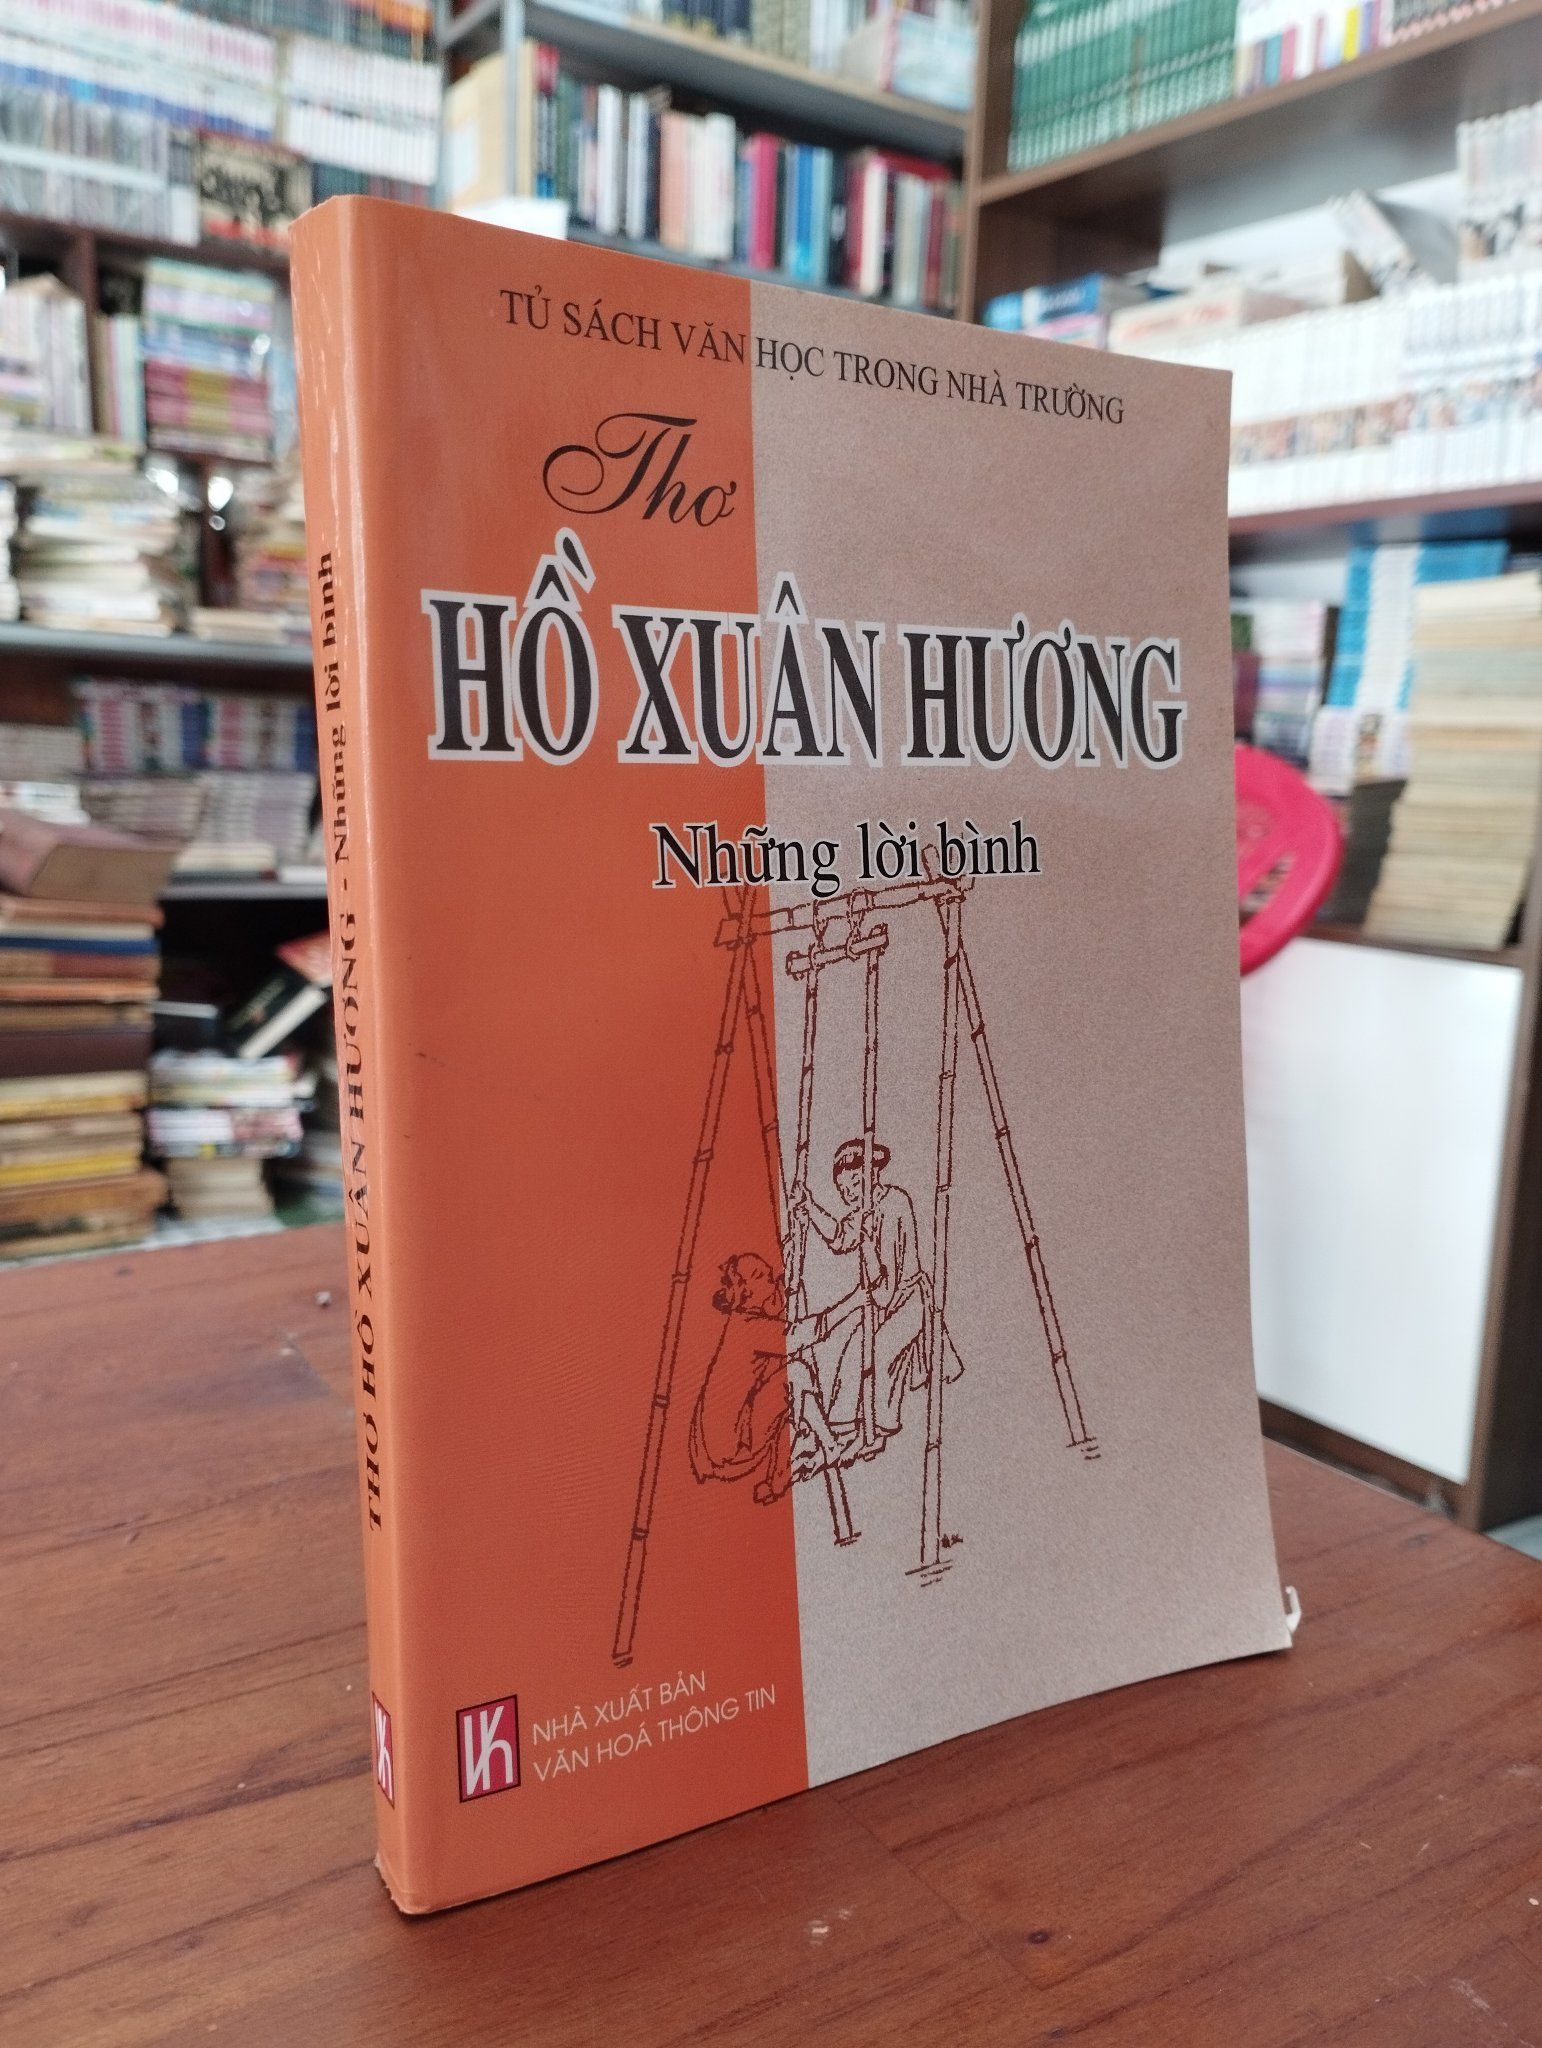 TỦ SÁCH VĂN HỌC TRONG NHÀ TRƯỜNG
Thơ
HỒ XUÂN HƯƠNG
Những lời bình
NHÀ XUẤT BẢN
VĂN HOÁ THÔNG TIN
THƠ HỒ XUÂN HƯƠNG - Những lời bình